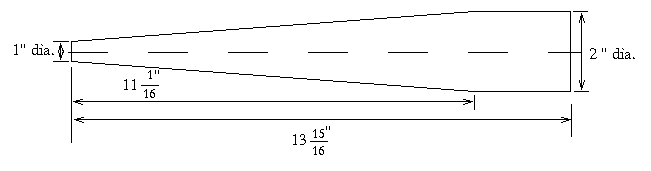 1" dia.
2 " dia.
11 1/16"
13 15/16"